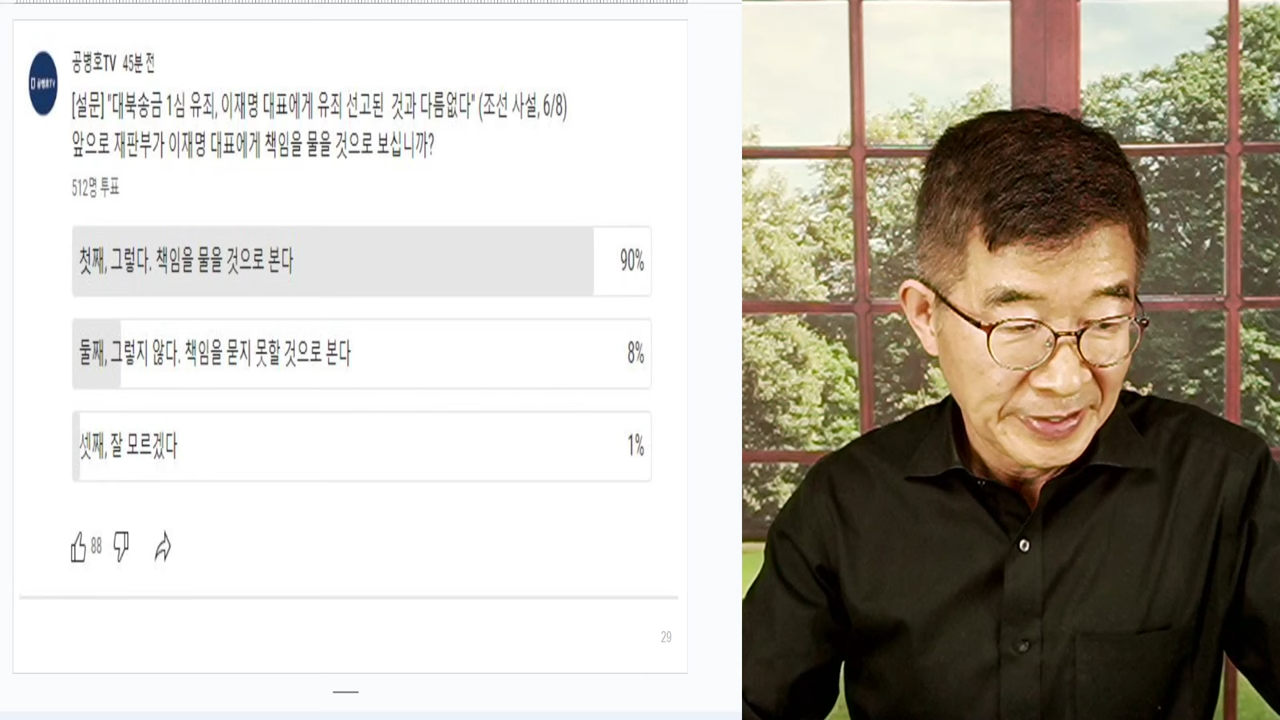 공병호TV 45분 전
[설문] "대북송금 1심 유죄, 이재명 대표에게 유죄 선고된 것과 다름없다" (조선 사설, 6/8)
앞으로 재판부가 이재명 대표에게 책임을 물을 것으로 보십니까?
512명 투표
첫째, 그렇다. 책임을 물을 것으로 본다 90%
둘째, 그렇지 않다. 책임을 묻지 못할 것으로 본다 8%
셋째, 잘 모르겠다 1%
88
29
공병호TV